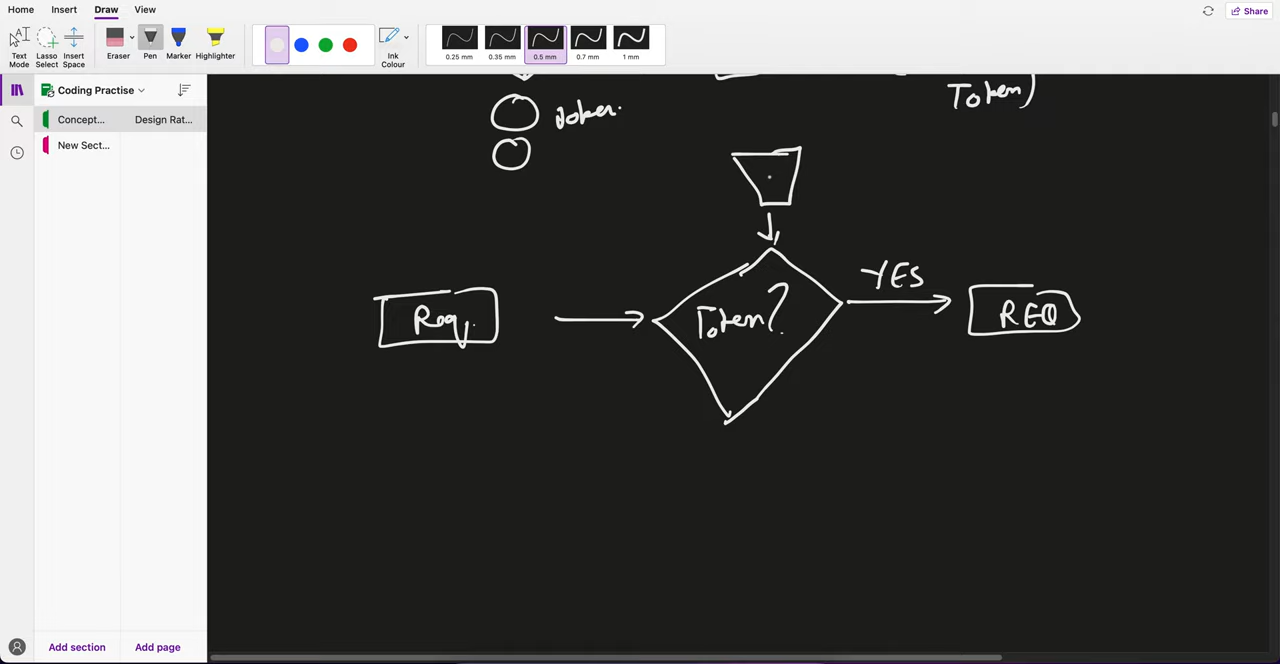 Home Insert Draw View
Share
Text Mode
Lasso Select
Insert Space
Eraser
Pen
Marker
Highlighter
Ink Colour
0.25 mm
0.35 mm
0.5 mm
0.7 mm
1 mm
Coding Practise
Concept... Design Rat...
New Sect...
Token)
Token
YES
Req.
Token?
REQ
Add section Add page